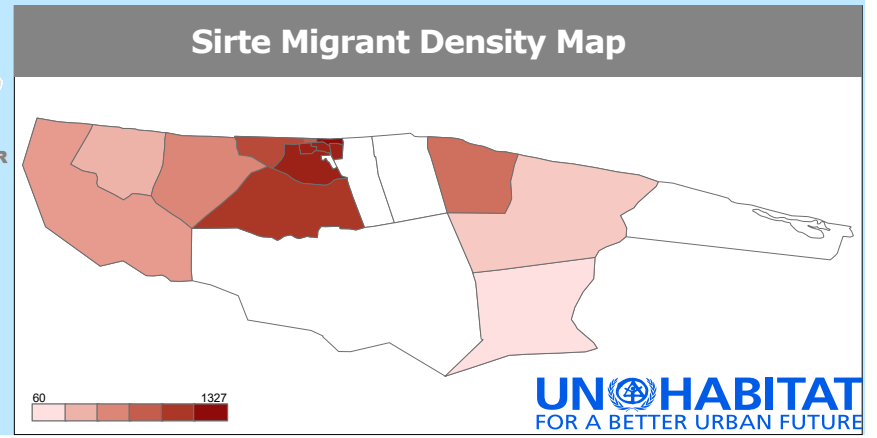 Sirte Migrant Density Map
R
60 1327
UN HABITAT
FOR A BETTER URBAN FUTURE